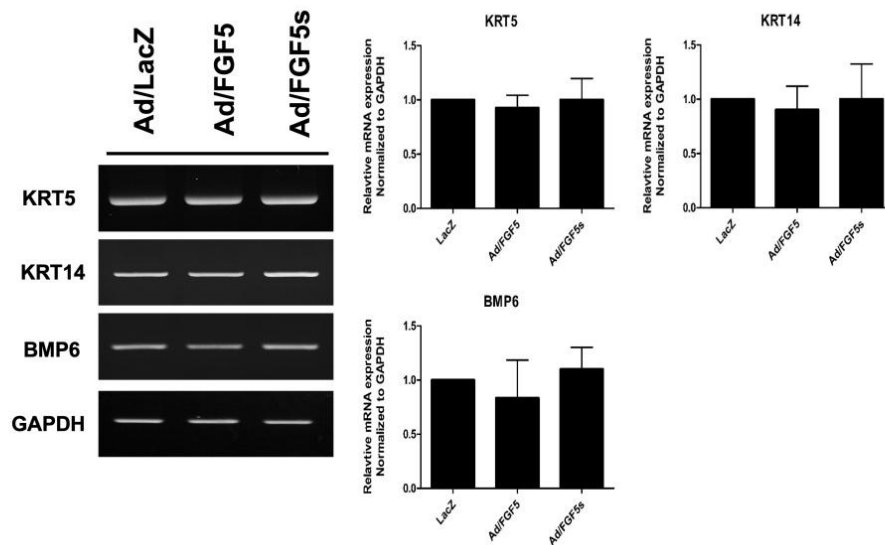 Ad/LacZ
Ad/FGF5
Ad/FGF5s
KRT5
KRT14
BMP6
GAPDH
KRT5
Relavtive mRNA expression
Normalized to GAPDH
1.5
1.0
0.5
0.0
LacZ
Ad/FGF5
Ad/FGF5s
KRT14
Relavtive mRNA expression
Normalized to GAPDH
1.5
1.0
0.5
0.0
LacZ
Ad/FGF5
Ad/FGF5s
BMP6
Relavtive mRNA expression
Normalized to GAPDH
1.5
1.0
0.5
0.0
LacZ
Ad/FGF5
Ad/FGF5s